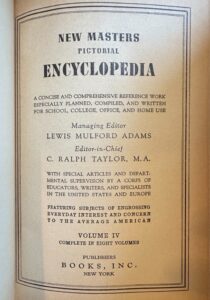 NEW MASTERS
PICTORIAL
ENCYCLOPEDIA
A CONCISE AND COMPREHENSIVE REFERENCE WORK
ESPECIALLY PLANNED, COMPILED, AND WRITTEN
FOR SCHOOL, COLLEGE, OFFICE, AND HOME USE
Managing Editor
LEWIS MULFORD ADAMS
Editor-in-Chief
C. RALPH TAYLOR, M.A.
WITH SPECIAL ARTICLES AND DEPART-
MENTAL SUPERVISION BY A CORPS OF
EDUCATORS, WRITERS, AND SPECIALISTS
IN THE UNITED STATES AND EUROPE
FEATURING SUBJECTS OF ENGROSSING
EVERYDAY INTEREST AND CONCERN
TO THE AVERAGE AMERICAN
VOLUME IV
COMPLETE IN EIGHT VOLUMES
PUBLISHERS
BOOKS, INC.
NEW YORK